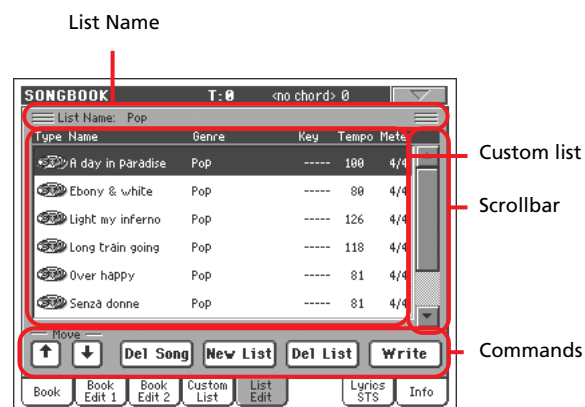 List Name
SONGBOOK T:0 <no chord> 0
List Name: Pop
Type Name Genre Key Tempo Mete
A day in Paradise Pop ----- 100 4/4
Ebony & white Pop ----- 80 4/4
Light my inferno Pop ----- 126 4/4
Long train going Pop ----- 118 4/4
Over happy Pop ----- 81 4/4
Senza donne Pop ----- 81 4/4
Custom list
Scrollbar
Move
Del Song New List Del List Write
Commands
Book Book Edit 1 Book Edit 2 Custom List List Edit Lyrics STS Info